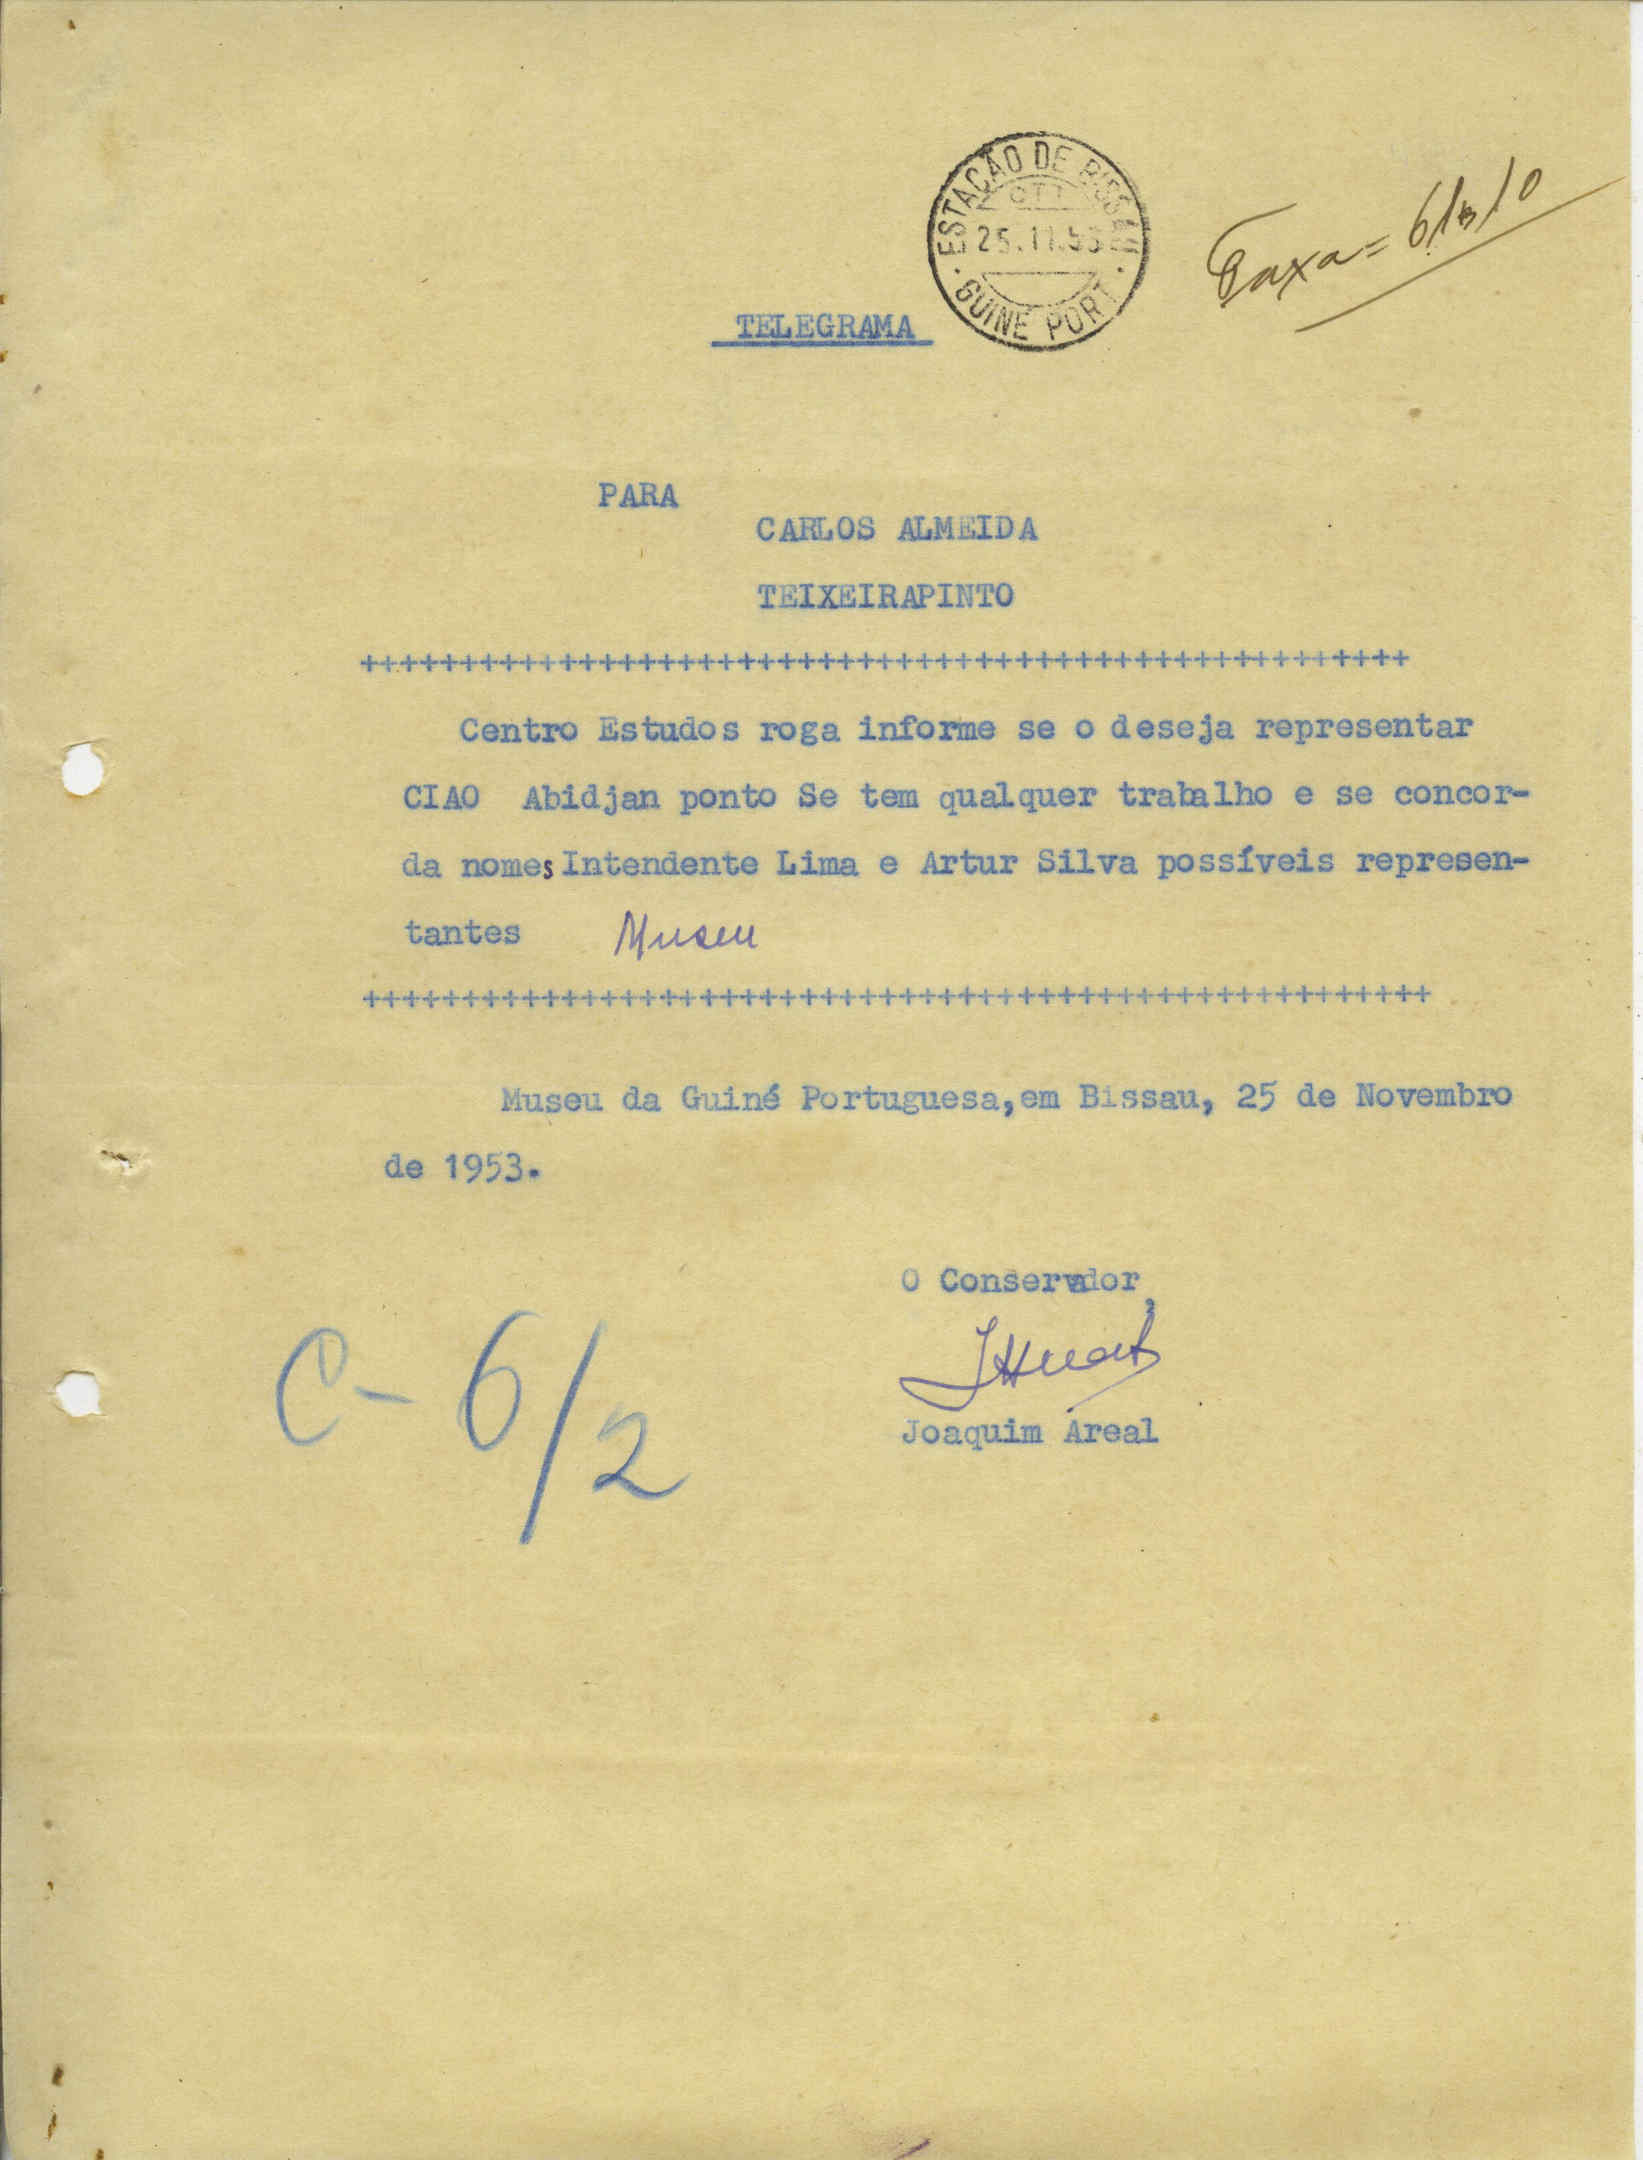 ESTAÇÃO DE BISSAU
CTT
25.11.53
GUINÉ PORT.
Taxa =
TELEGRAMA
PARA
CARLOS ALMEIDA
TEIXEIRAPINTO
+++++++++++++++++++++++++++++++++++++++++++++++++++++
Centro Estudos roga informe se o deseja representar
CIAO Abidjan ponto Se tem qualquer trabalho e se concor-
da nomes Intendente Lima e Artur Silva possíveis represen-
tantes Museu
++++++++++++++++++++++++++++++++++++++++++++++++++++++
Museu da Guiné Portuguesa,em Bissau, 25 de Novembro
de 1953.
O Conservador,
Joaquim Areal
C- 6/2